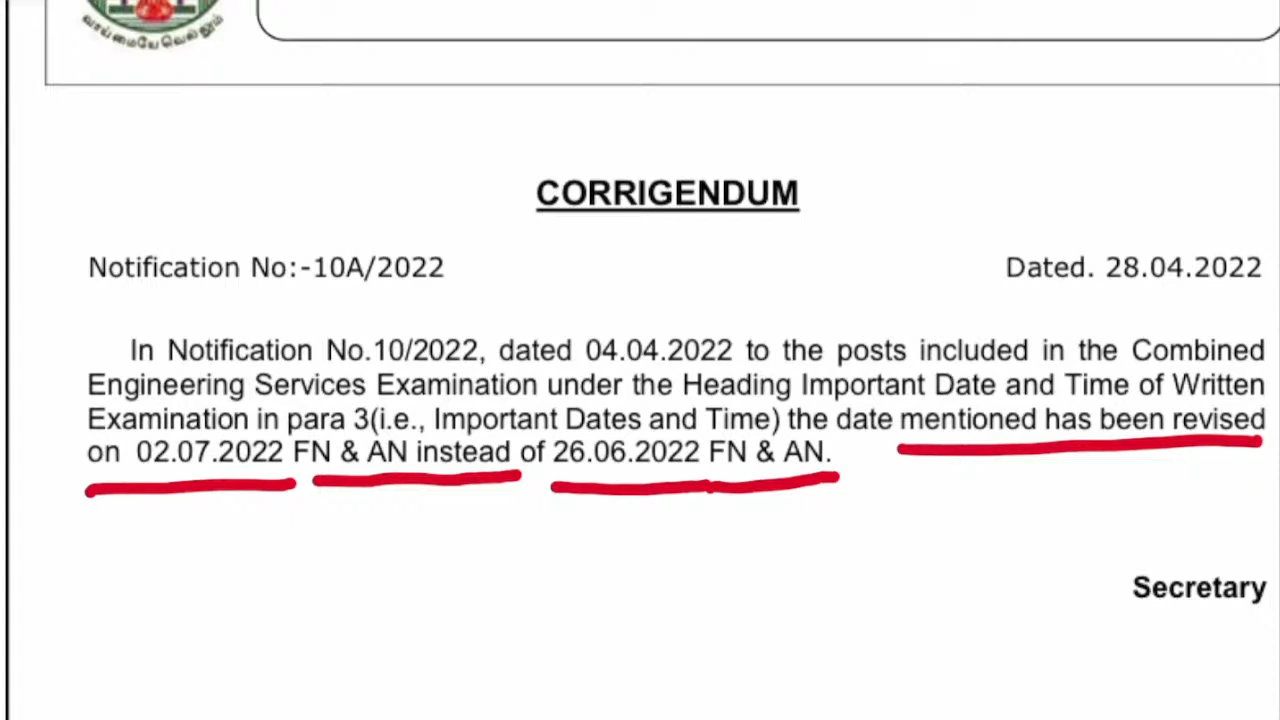 வாய்மையே வெல்லும்
CORRIGENDUM
Notification No:-10A/2022 Dated. 28.04.2022
In Notification No.10/2022, dated 04.04.2022 to the posts included in the Combined
Engineering Services Examination under the Heading Important Date and Time of Written
Examination in para 3(i.e., Important Dates and Time) the date mentioned has been revised
on 02.07.2022 FN & AN instead of 26.06.2022 FN & AN.
Secretary